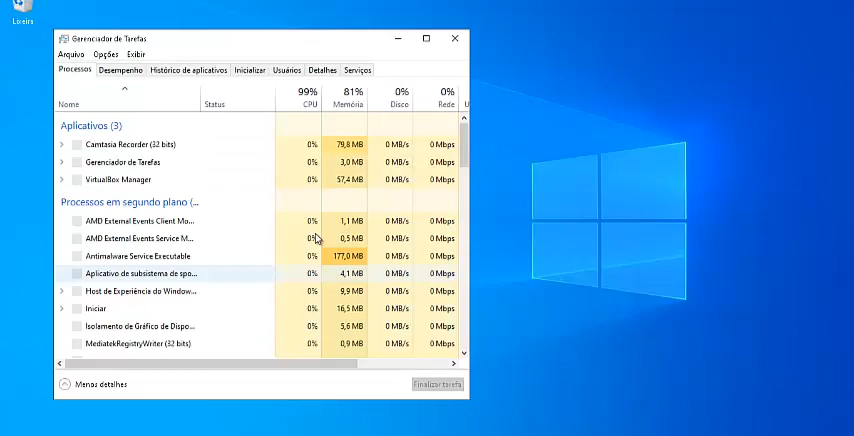 Lixeira
Gerenciador de Tarefas
Arquivo Opções Exibir
Processos Desempenho Histórico de aplicativos Inicializar Usuários Detalhes Serviços
99% 81% 0% 0%
Nome Status CPU Memória Disco Rede U
Aplicativos (3)
Camtasia Recorder (32 bits) 0% 79,8 MB 0 MB/s 0 Mbps
Gerenciador de Tarefas 0% 3,0 MB 0 MB/s 0 Mbps
VirtualBox Manager 0% 57,4 MB 0 MB/s 0 Mbps
Processos em segundo plano (...
AMD External Events Client Mo... 0% 1,1 MB 0 MB/s 0 Mbps
AMD External Events Service M... 0% 0,5 MB 0 MB/s 0 Mbps
Antimalware Service Executable 0% 177,0 MB 0 MB/s 0 Mbps
Aplicativo de subsistema de spo... 0% 4,1 MB 0 MB/s 0 Mbps
Host de Experiência do Window... 0% 9,9 MB 0 MB/s 0 Mbps
Iniciar 0% 16,5 MB 0 MB/s 0 Mbps
Isolamento de Gráfico de Dispo... 0% 5,6 MB 0 MB/s 0 Mbps
MediatekRegistryWriter (32 bits) 0% 0,9 MB 0 MB/s 0 Mbps
Menos detalhes Finalizar tarefa